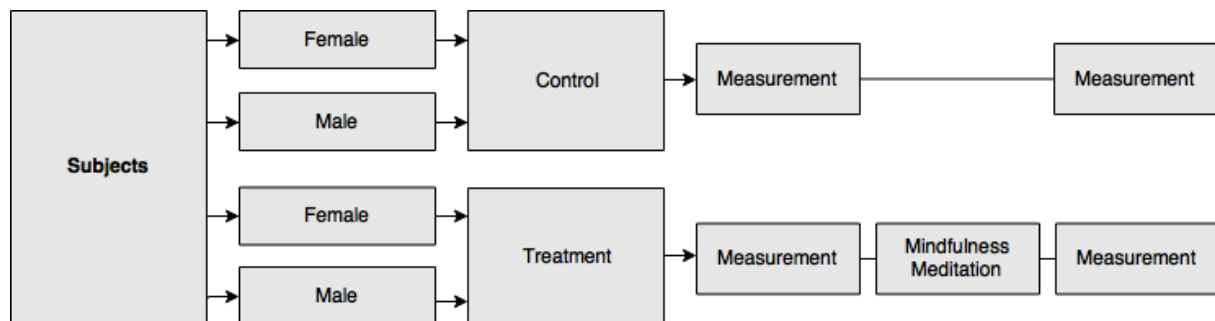 Subjects
Female
Male
Control
Measurement
Measurement
Female
Male
Treatment
Measurement
Mindfulness
Meditation
Measurement